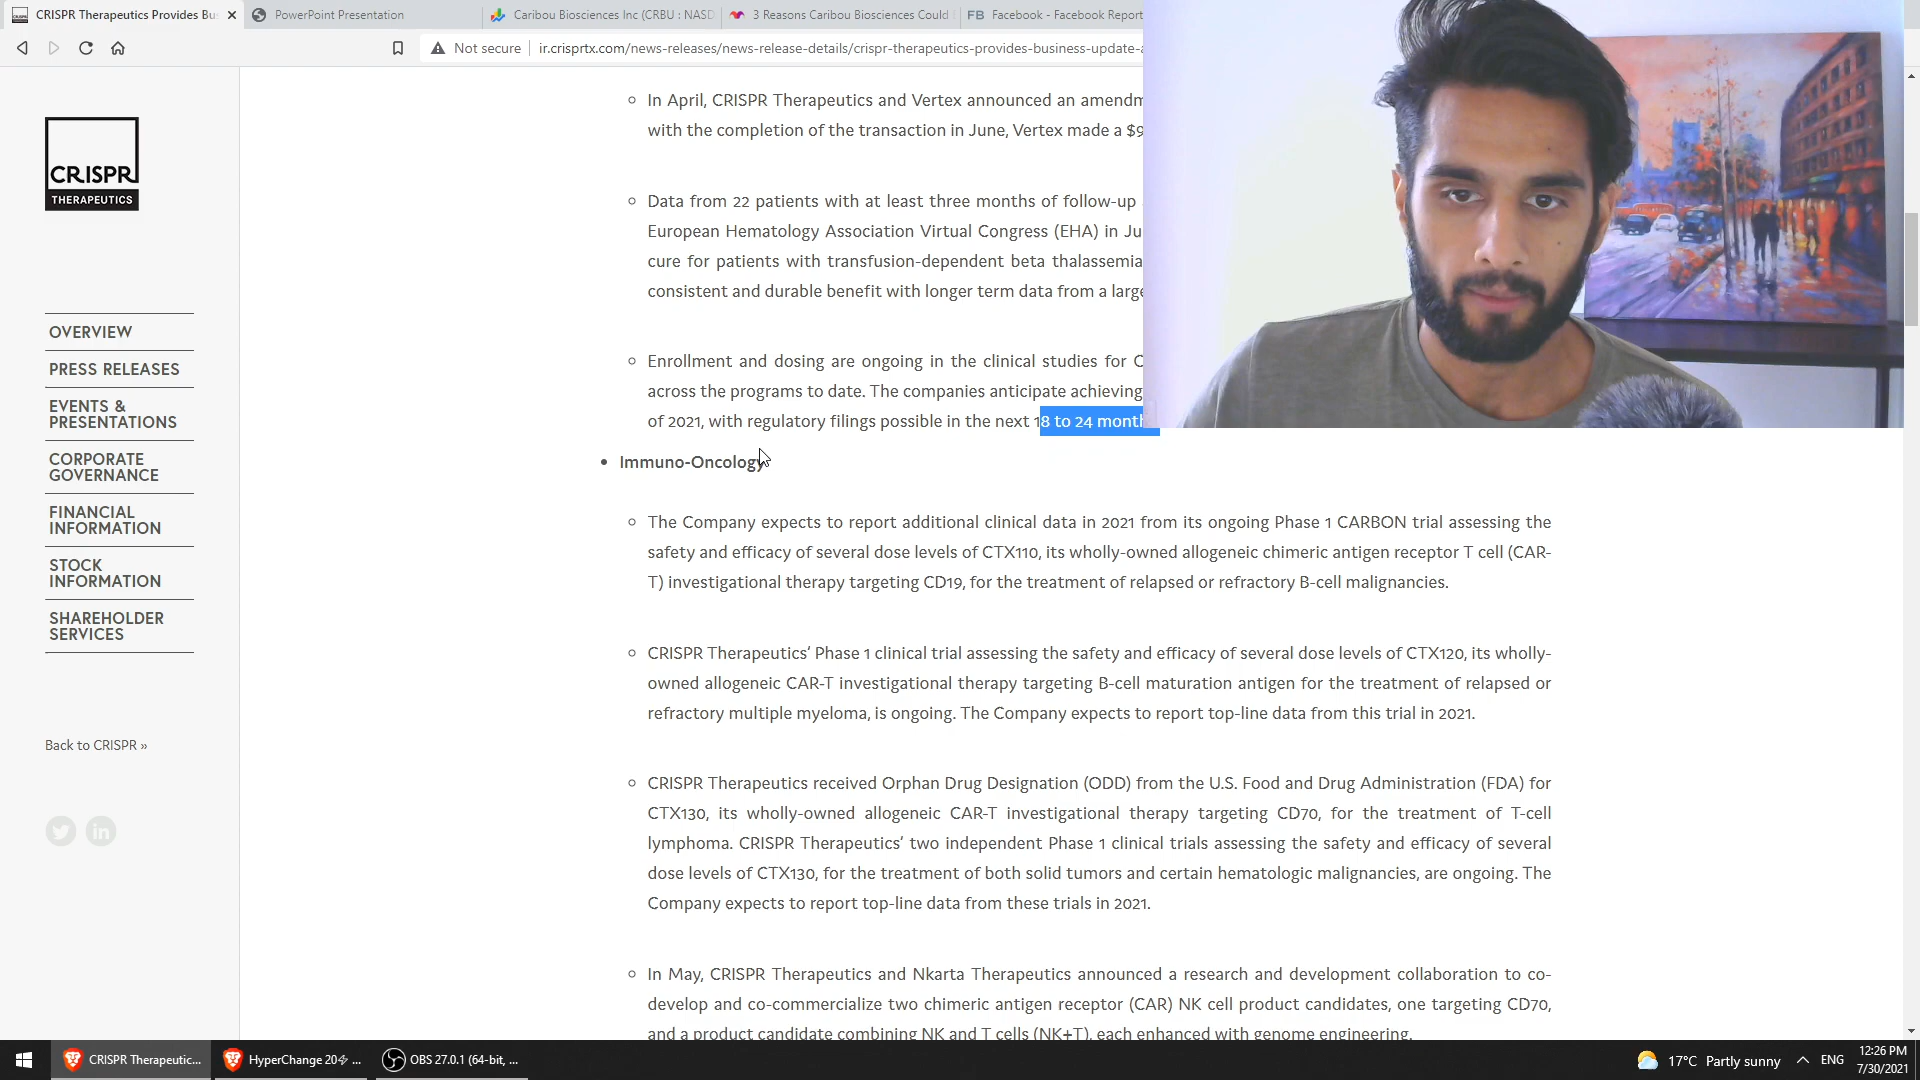 CRISPR Therapeutics Provides Bu
PowerPoint Presentation
Caribou Biosciences Inc (CRBU : NASD
3 Reasons Caribou Biosciences Could
FB Facebook - Facebook Report
Not secure
ir.crisprtx.com/news-releases/news-release-details/crispr-therapeutics-provides-business-update-a
CRISPR
THERAPEUTICS
OVERVIEW
PRESS RELEASES
EVENTS &
PRESENTATIONS
CORPORATE
GOVERNANCE
FINANCIAL
INFORMATION
STOCK
INFORMATION
SHAREHOLDER
SERVICES
Back to CRISPR »
In April, CRISPR Therapeutics and Vertex announced an amendm
with the completion of the transaction in June, Vertex made a $9
Data from 22 patients with at least three months of follow-up
European Hematology Association Virtual Congress (EHA) in Ju
cure for patients with transfusion-dependent beta thalassemia
consistent and durable benefit with longer term data from a large
Enrollment and dosing are ongoing in the clinical studies for C
across the programs to date. The companies anticipate achieving
of 2021, with regulatory filings possible in the next 18 to 24 month
Immuno-Oncology
The Company expects to report additional clinical data in 2021 from its ongoing Phase 1 CARBON trial assessing the
safety and efficacy of several dose levels of CTX110, its wholly-owned allogeneic chimeric antigen receptor T cell (CAR-
T) investigational therapy targeting CD19, for the treatment of relapsed or refractory B-cell malignancies.
CRISPR Therapeutics’ Phase 1 clinical trial assessing the safety and efficacy of several dose levels of CTX120, its wholly-
owned allogeneic CAR-T investigational therapy targeting B-cell maturation antigen for the treatment of relapsed or
refractory multiple myeloma, is ongoing. The Company expects to report top-line data from this trial in 2021.
CRISPR Therapeutics received Orphan Drug Designation (ODD) from the U.S. Food and Drug Administration (FDA) for
CTX130, its wholly-owned allogeneic CAR-T investigational therapy targeting CD70, for the treatment of T-cell
lymphoma. CRISPR Therapeutics’ two independent Phase 1 clinical trials assessing the safety and efficacy of several
dose levels of CTX130, for the treatment of both solid tumors and certain hematologic malignancies, are ongoing. The
Company expects to report top-line data from these trials in 2021.
In May, CRISPR Therapeutics and Nkarta Therapeutics announced a research and development collaboration to co-
develop and co-commercialize two chimeric antigen receptor (CAR) NK cell product candidates, one targeting CD70,
and a product candidate combining NK and T cells (NK+T), each enhanced with genome engineering.
CRISPR Therapeutic...
HyperChange 20⚡ ...
OBS 27.0.1 (64-bit, ...
17°C Partly sunny
ENG
12:26 PM
7/30/2021